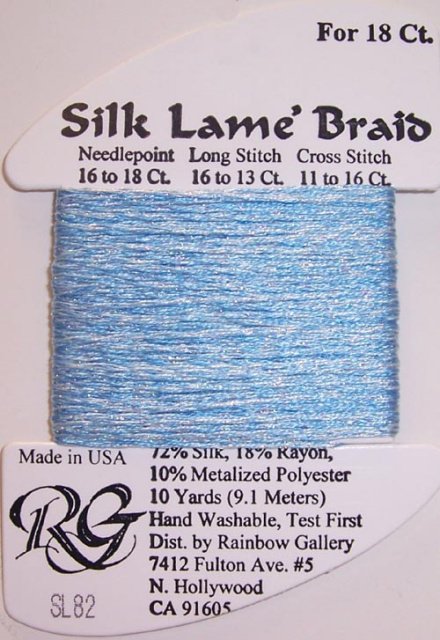 For 18 Ct.
Silk Lame' Braid
Needlepoint Long Stitch Cross Stitch
16 to 18 Ct. 16 to 13 Ct. 11 to 16 Ct.
Made in USA
72% Silk, 18% Rayon,
10% Metalized Polyester
10 Yards (9.1 Meters)
Hand Washable, Test First
Dist. by Rainbow Gallery
7412 Fulton Ave. #5
N. Hollywood
CA 91605
RG
SL82